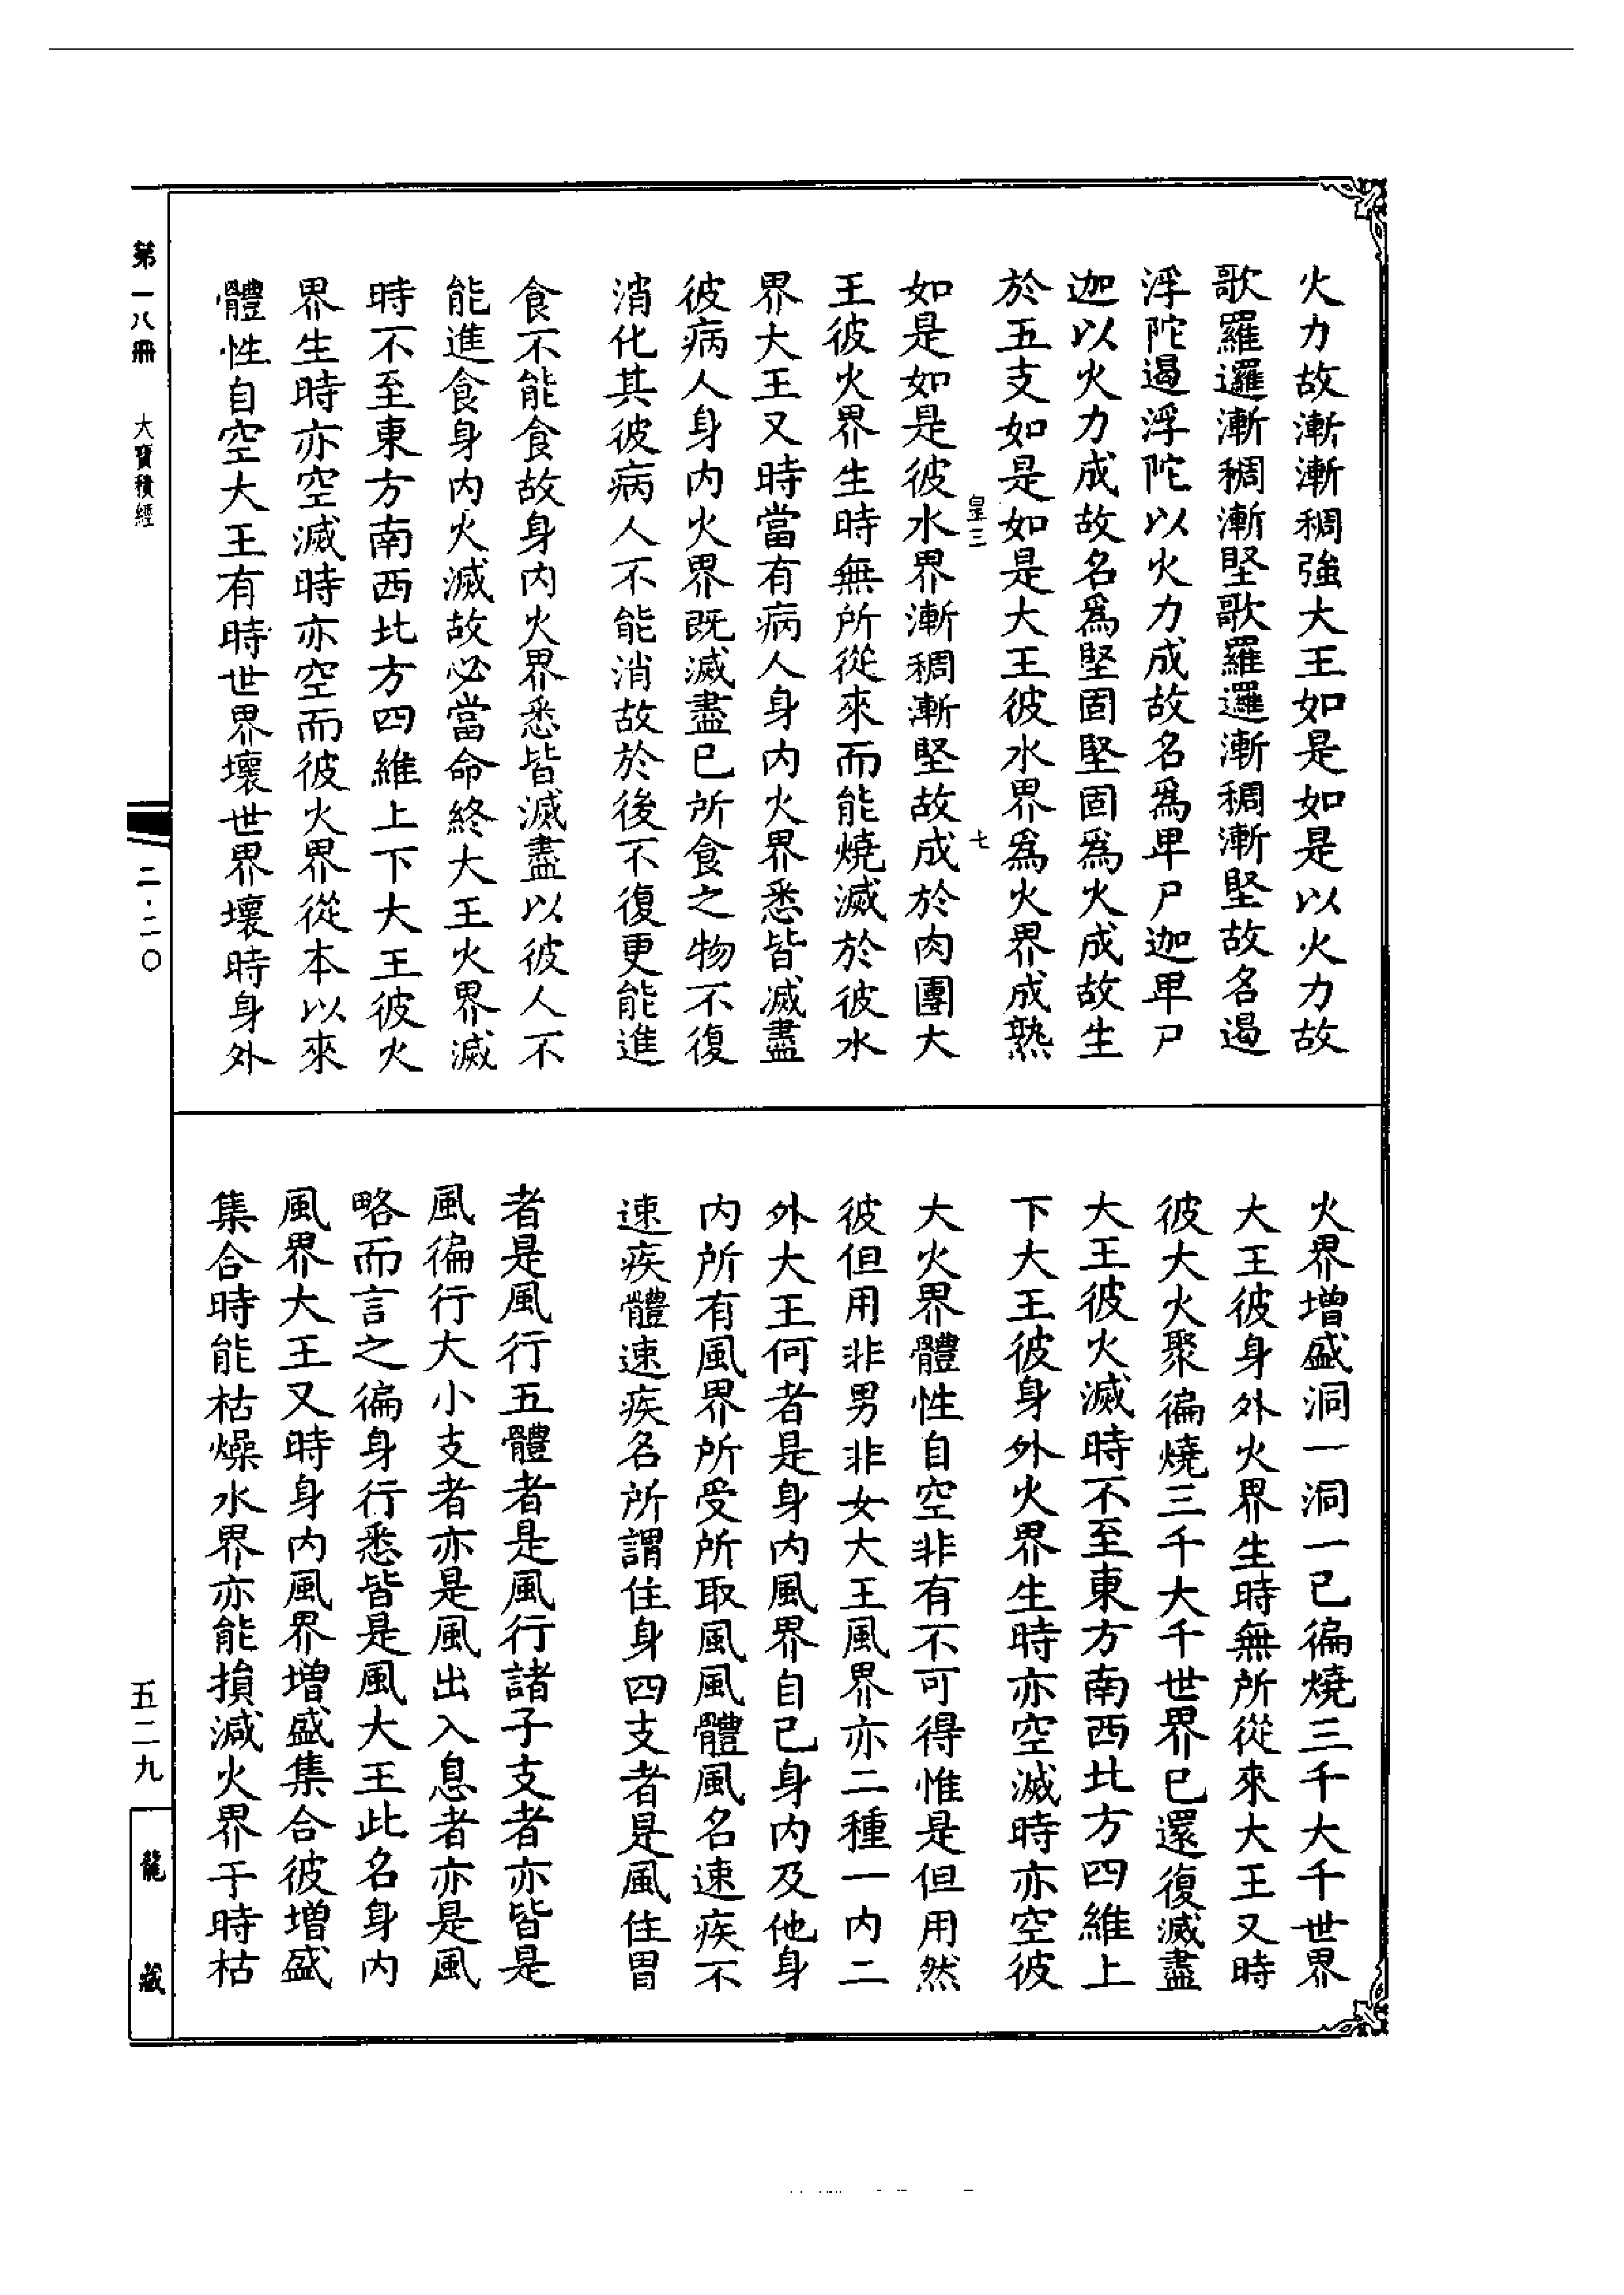 火力故漸漸稠強大王如是如是以火力故
歌羅邏漸稠漸堅歌羅邏漸稠漸堅故名遏
浮陀遏浮陀以火力成故名爲卑尸迦卑尸
迦以火力成故名爲堅固堅固爲火成故生
於五支如是如是大王彼水界爲火界成熟
皇三
七
如是如是彼水界漸稠漸堅故成於肉團大
王彼火界生時無所從來而能燒滅於彼水
界大王又時當有病人身內火界悉皆滅盡
彼病人身內火界既滅盡已所食之物不復
消化其彼病人不能消故於後不復更能進
食不能食故身內火界悉皆滅盡以彼人不
能進食身內火滅故必當命終大王火界滅
時不至東方南西北方四維上下大王彼火
界生時亦空滅時亦空而彼火界從本以來
體性自空大王有時世界壞世界壞時身外
火界增盛洞一洞一已徧燒三千大千世界
大王彼身外火界生時無所從來大王又時
彼大火聚徧燒三千大千世界已還復滅盡
大王彼火滅時不至東方南西北方四維上
下大王彼身外火界生時亦空滅時亦空彼
大火界體性自空非有不可得惟是但用然
彼但用非男非女大王風界亦二種一內二
外大王何者是身內風界自己身內及他身
內所有風界所受所取風風體風名速疾不
速疾體速疾名所謂住身四支者是風住胃
者是風行五體者是風行諸子支者亦皆是
風徧行大小支者亦是風出入息者亦是風
略而言之徧身行悉皆是風大王此名身內
風界大王又時身內風界增盛集合彼增盛
集合時能枯燥水界亦能損減火界于時枯
第一八冊
大寶積經
二·二〇
五二九
龍藏